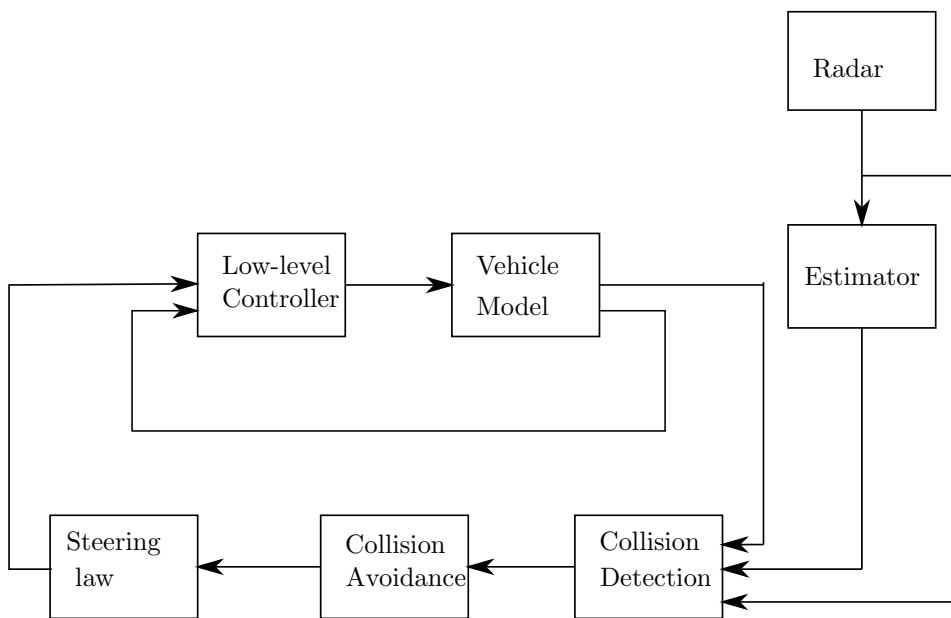 Radar
Low-level
Controller
Vehicle
Model
Estimator
Steering
law
Collision
Avoidance
Collision
Detection